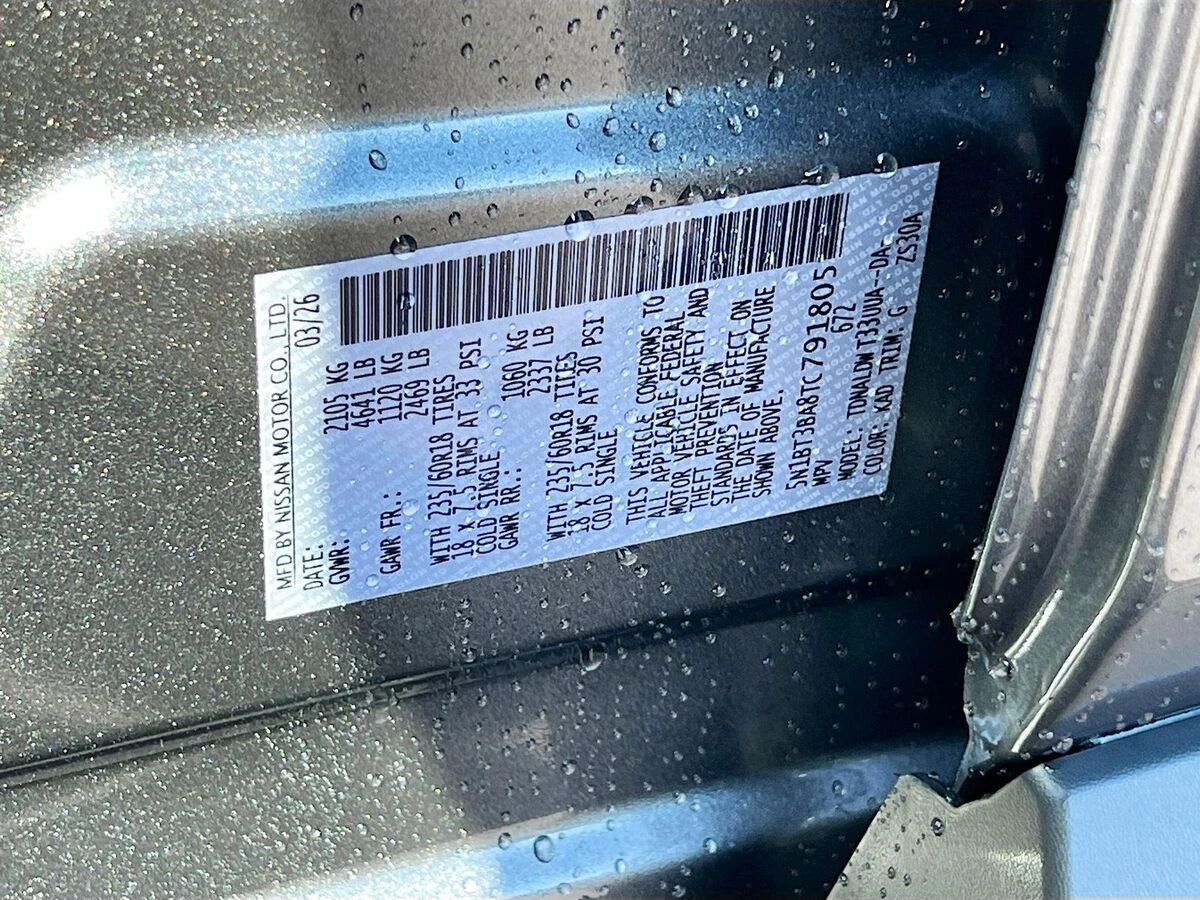 MFD BY NISSAN MOTOR CO., LTD.
DATE: 03/26
GVWR: 2105 KG
4641 LB
GAWR FR.: 1120 KG
2469 LB
WITH 235/60R18 TIRES
18 X 7.5 RIMS AT 33 PSI
COLD SINGLE
GAWR RR.: 1060 KG
2337 LB
WITH 235/60R18 TIRES
18 X 7.5 RIMS AT 30 PSI
COLD SINGLE
THIS VEHICLE CONFORMS TO
ALL APPLICABLE FEDERAL
MOTOR VEHICLE SAFETY AND
THEFT PREVENTION
STANDARDS IN EFFECT ON
THE DATE OF MANUFACTURE
SHOWN ABOVE.
5N1BT3BA8TC791805
MPV 672
MODEL: TUNALDW T33UUA--DA-
COLOR: KAD TRIM: G ZS30A